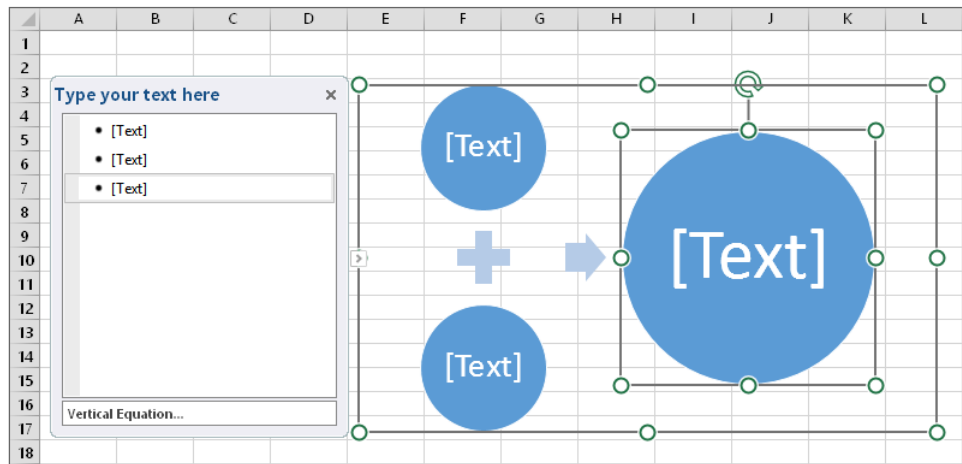 A B C D E F G H I J K L
1
2
3
4
5
6
7
8
9
10
11
12
13
14
15
16
17
18
Type your text here ×
• [Text]
• [Text]
• [Text]
Vertical Equation...
[Text]
[Text]
[Text]